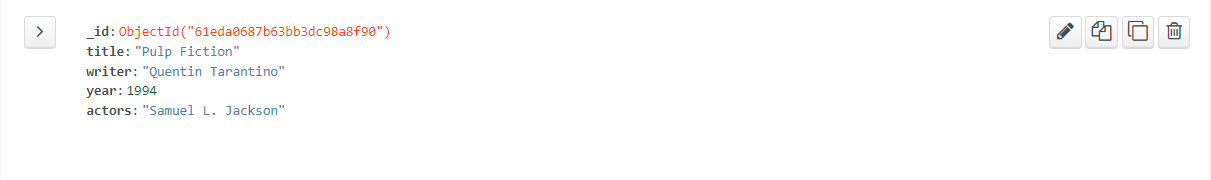 _id: ObjectId("61eda0687b63bb3dc98a8f90")
title: "Pulp Fiction"
writer: "Quentin Tarantino"
year: 1994
actors: "Samuel L. Jackson"